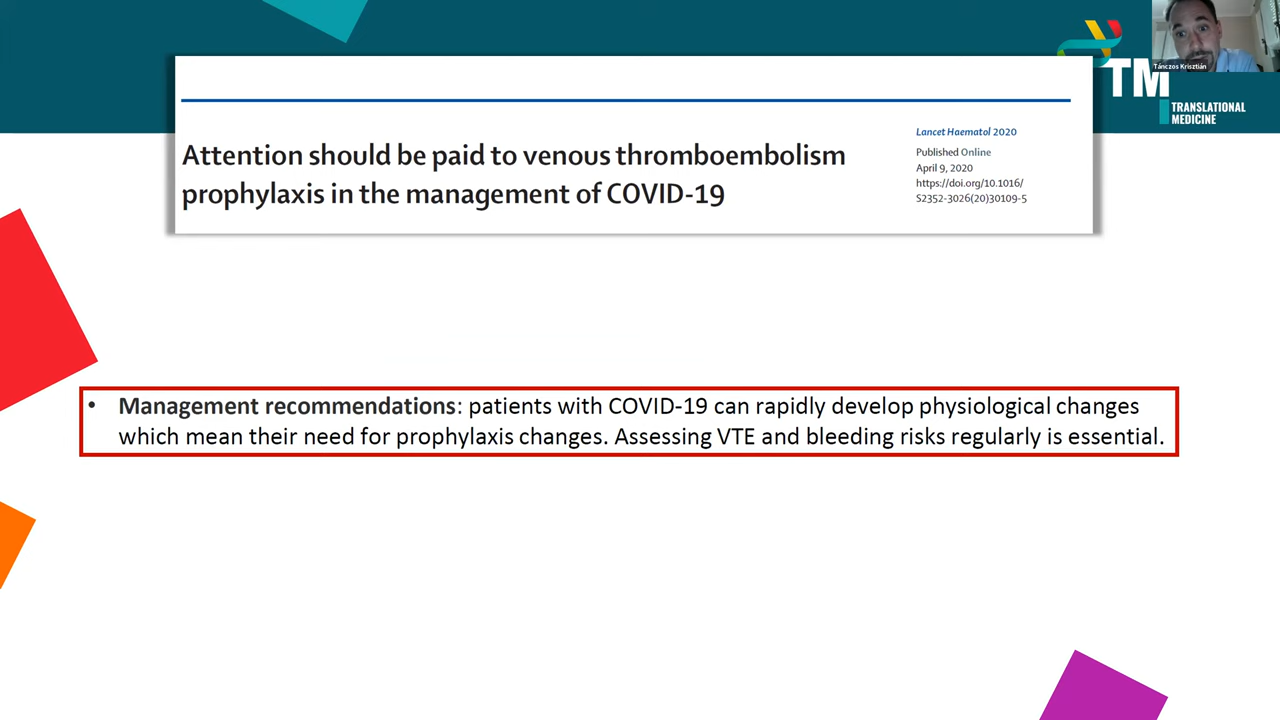 Tánczos Krisztián
TM
TRANSLATIONAL
MEDICINE
Attention should be paid to venous thromboembolism
prophylaxis in the management of COVID-19
Lancet Haematol 2020
Published Online
April 9, 2020
https://doi.org/10.1016/
S2352-3026(20)30109-5
• Management recommendations: patients with COVID-19 can rapidly develop physiological changes
which mean their need for prophylaxis changes. Assessing VTE and bleeding risks regularly is essential.